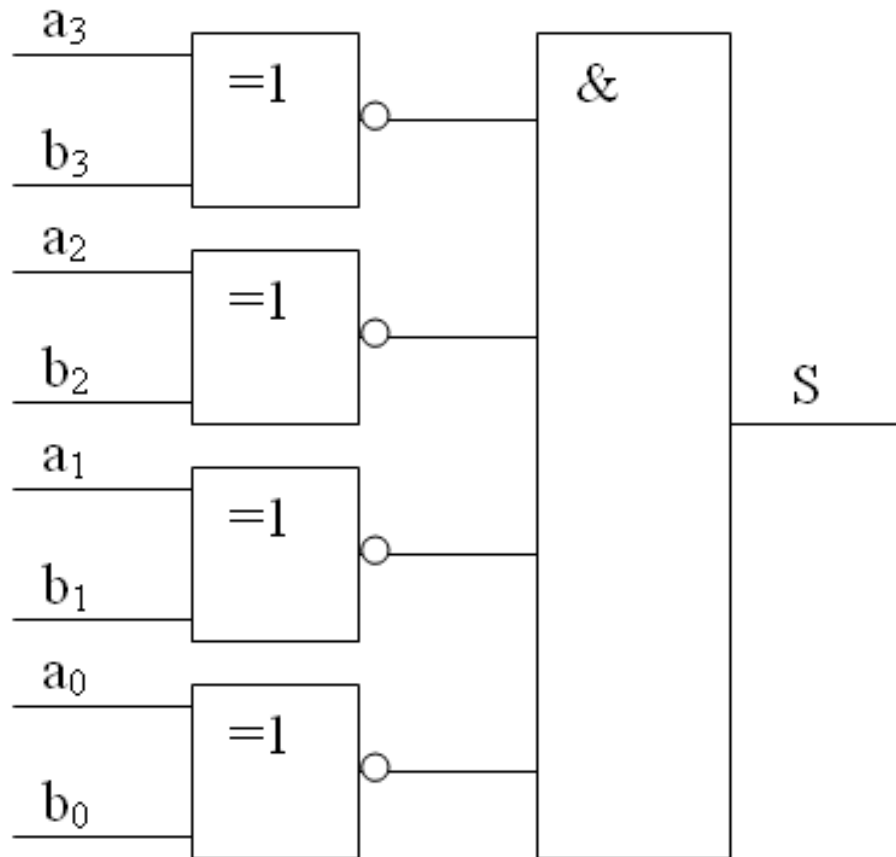 a₃
=1
&
b₃
a₂
=1
b₂
S
a₁
=1
b₁
a₀
=1
b₀